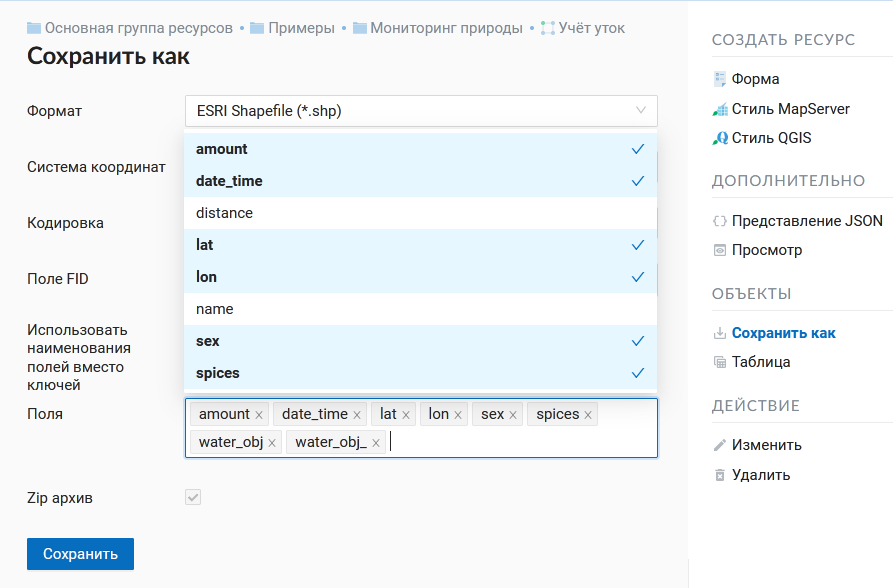 Основная группа ресурсов • Примеры • Мониторинг природы • Учёт уток
Сохранить как
Формат
ESRI Shapefile (*.shp)
Система координат
Кодировка
Поле FID
Использовать
наименования
полей вместо
ключей
amount
date_time
distance
lat
lon
name
sex
spices
Поля
amount × date_time × lat × lon × sex × spices ×
water_obj × water_obj_ ×
Zip архив
Сохранить
СОЗДАТЬ РЕСУРС
Форма
Стиль MapServer
Стиль QGIS
ДОПОЛНИТЕЛЬНО
Представление JSON
Просмотр
ОБЪЕКТЫ
Сохранить как
Таблица
ДЕЙСТВИЕ
Изменить
Удалить